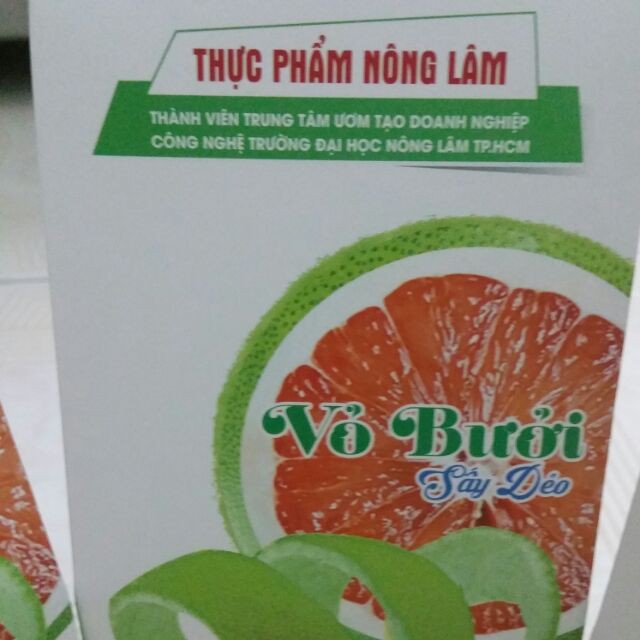 THỰC PHẨM NÔNG LÂM
THÀNH VIÊN TRUNG TÂM ƯƠM TẠO DOANH NGHIỆP
CÔNG NGHỆ TRƯỜNG ĐẠI HỌC NÔNG LÂM TP.HCM
Vỏ Bưởi
Sấy Dẻo